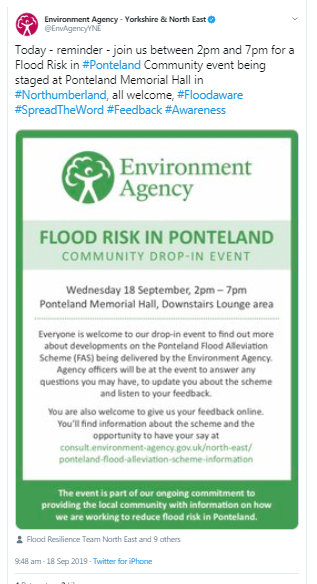 Environment Agency - Yorkshire & North East
@EnvAgencyYNE
Today - reminder - join us between 2pm and 7pm for a
Flood Risk in #Ponteland Community event being
staged at Ponteland Memorial Hall in
#Northumberland, all welcome, #Floodaware
#SpreadTheWord #Feedback #Awareness
Environment
Agency
FLOOD RISK IN PONTELAND
COMMUNITY DROP-IN EVENT
Wednesday 18 September, 2pm – 7pm
Ponteland Memorial Hall, Downstairs Lounge area
Everyone is welcome to our drop-in event to find out more
about developments on the Ponteland Flood Alleviation
Scheme (FAS) being delivered by the Environment Agency.
Agency officers will be at the event to answer any
questions you may have, to update you about the scheme
and listen to your feedback.
You are also welcome to give us your feedback online.
You'll find information about the scheme and the
opportunity to have your say at
consult.environment-agency.gov.uk/north-east/
ponteland-flood-alleviation-scheme-information
The event is part of our ongoing commitment to
providing the local community with information on how
we are working to reduce flood risk in Ponteland.
Flood Resilience Team North East and 9 others
9:48 am · 18 Sep 2019 · Twitter for iPhone